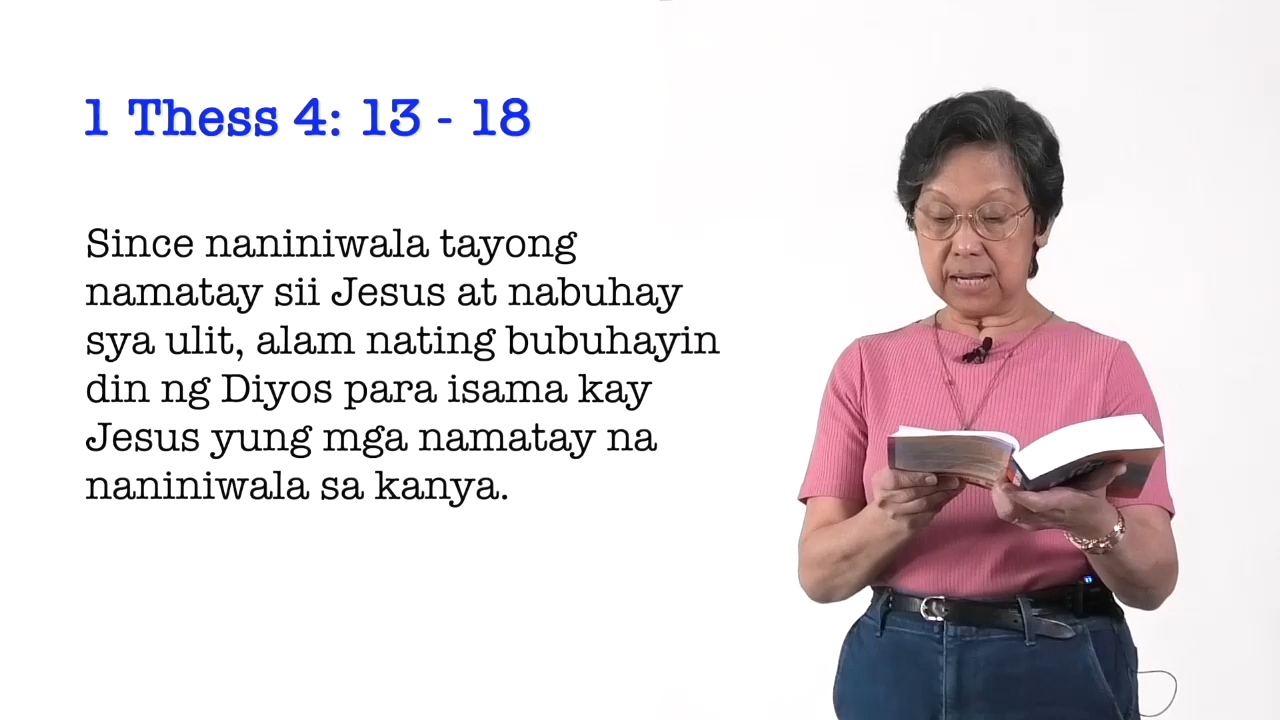 1 Thess 4: 13 - 18
Since naniniwala tayong
namatay sii Jesus at nabuhay
sya ulit, alam nating bubuhayin
din ng Diyos para isama kay
Jesus yung mga namatay na
naniniwala sa kanya.